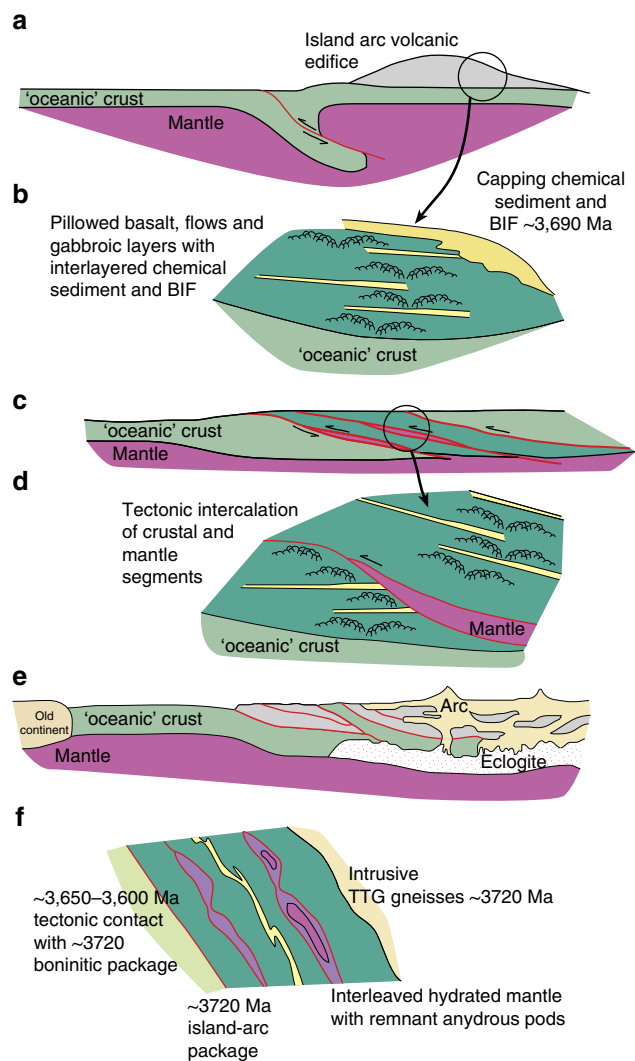 a
Island arc volcanic
edifice
'oceanic' crust
Mantle
b
Pillowed basalt, flows and
gabbroic layers with
interlayered chemical
sediment and BIF
Capping chemical
sediment and
BIF ~3,690 Ma
'oceanic' crust
c
'oceanic' crust
Mantle
d
Tectonic intercalation
of crustal and
mantle
segments
Mantle
'oceanic' crust
e
Old
continent
'oceanic' crust
Arc
Mantle
Eclogite
f
~3,650–3,600 Ma
tectonic contact
with ~3720
boninitic package
Intrusive
TTG gneisses ~3720 Ma
~3720 Ma
island-arc
package
Interleaved hydrated mantle
with remnant anydrous pods